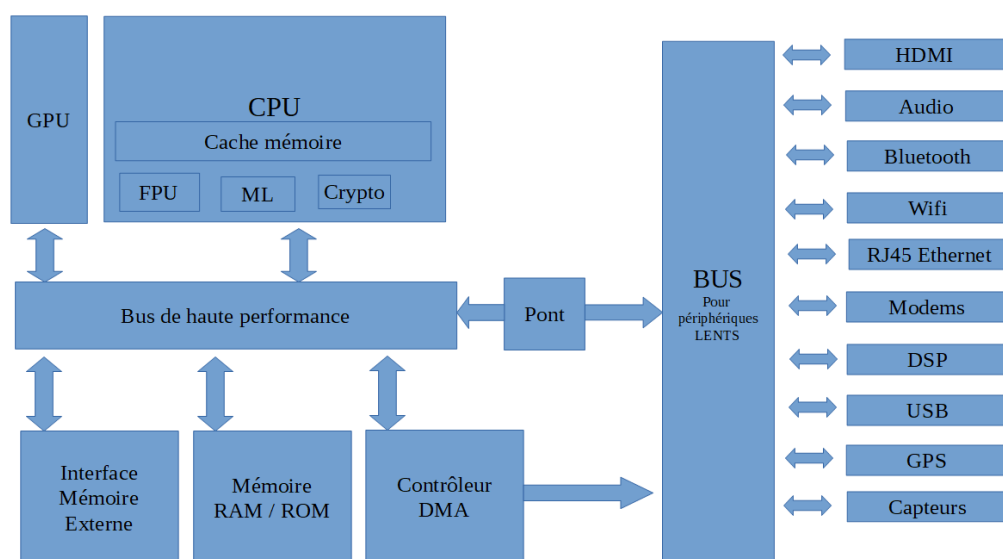 GPU
CPU
Cache mémoire
FPU
ML
Crypto
Bus de haute performance
Pont
Interface
Mémoire
Externe
Mémoire
RAM / ROM
Contrôleur
DMA
BUS
Pour
périphériques
LENTS
HDMI
Audio
Bluetooth
Wifi
RJ45 Ethernet
Modems
DSP
USB
GPS
Capteurs